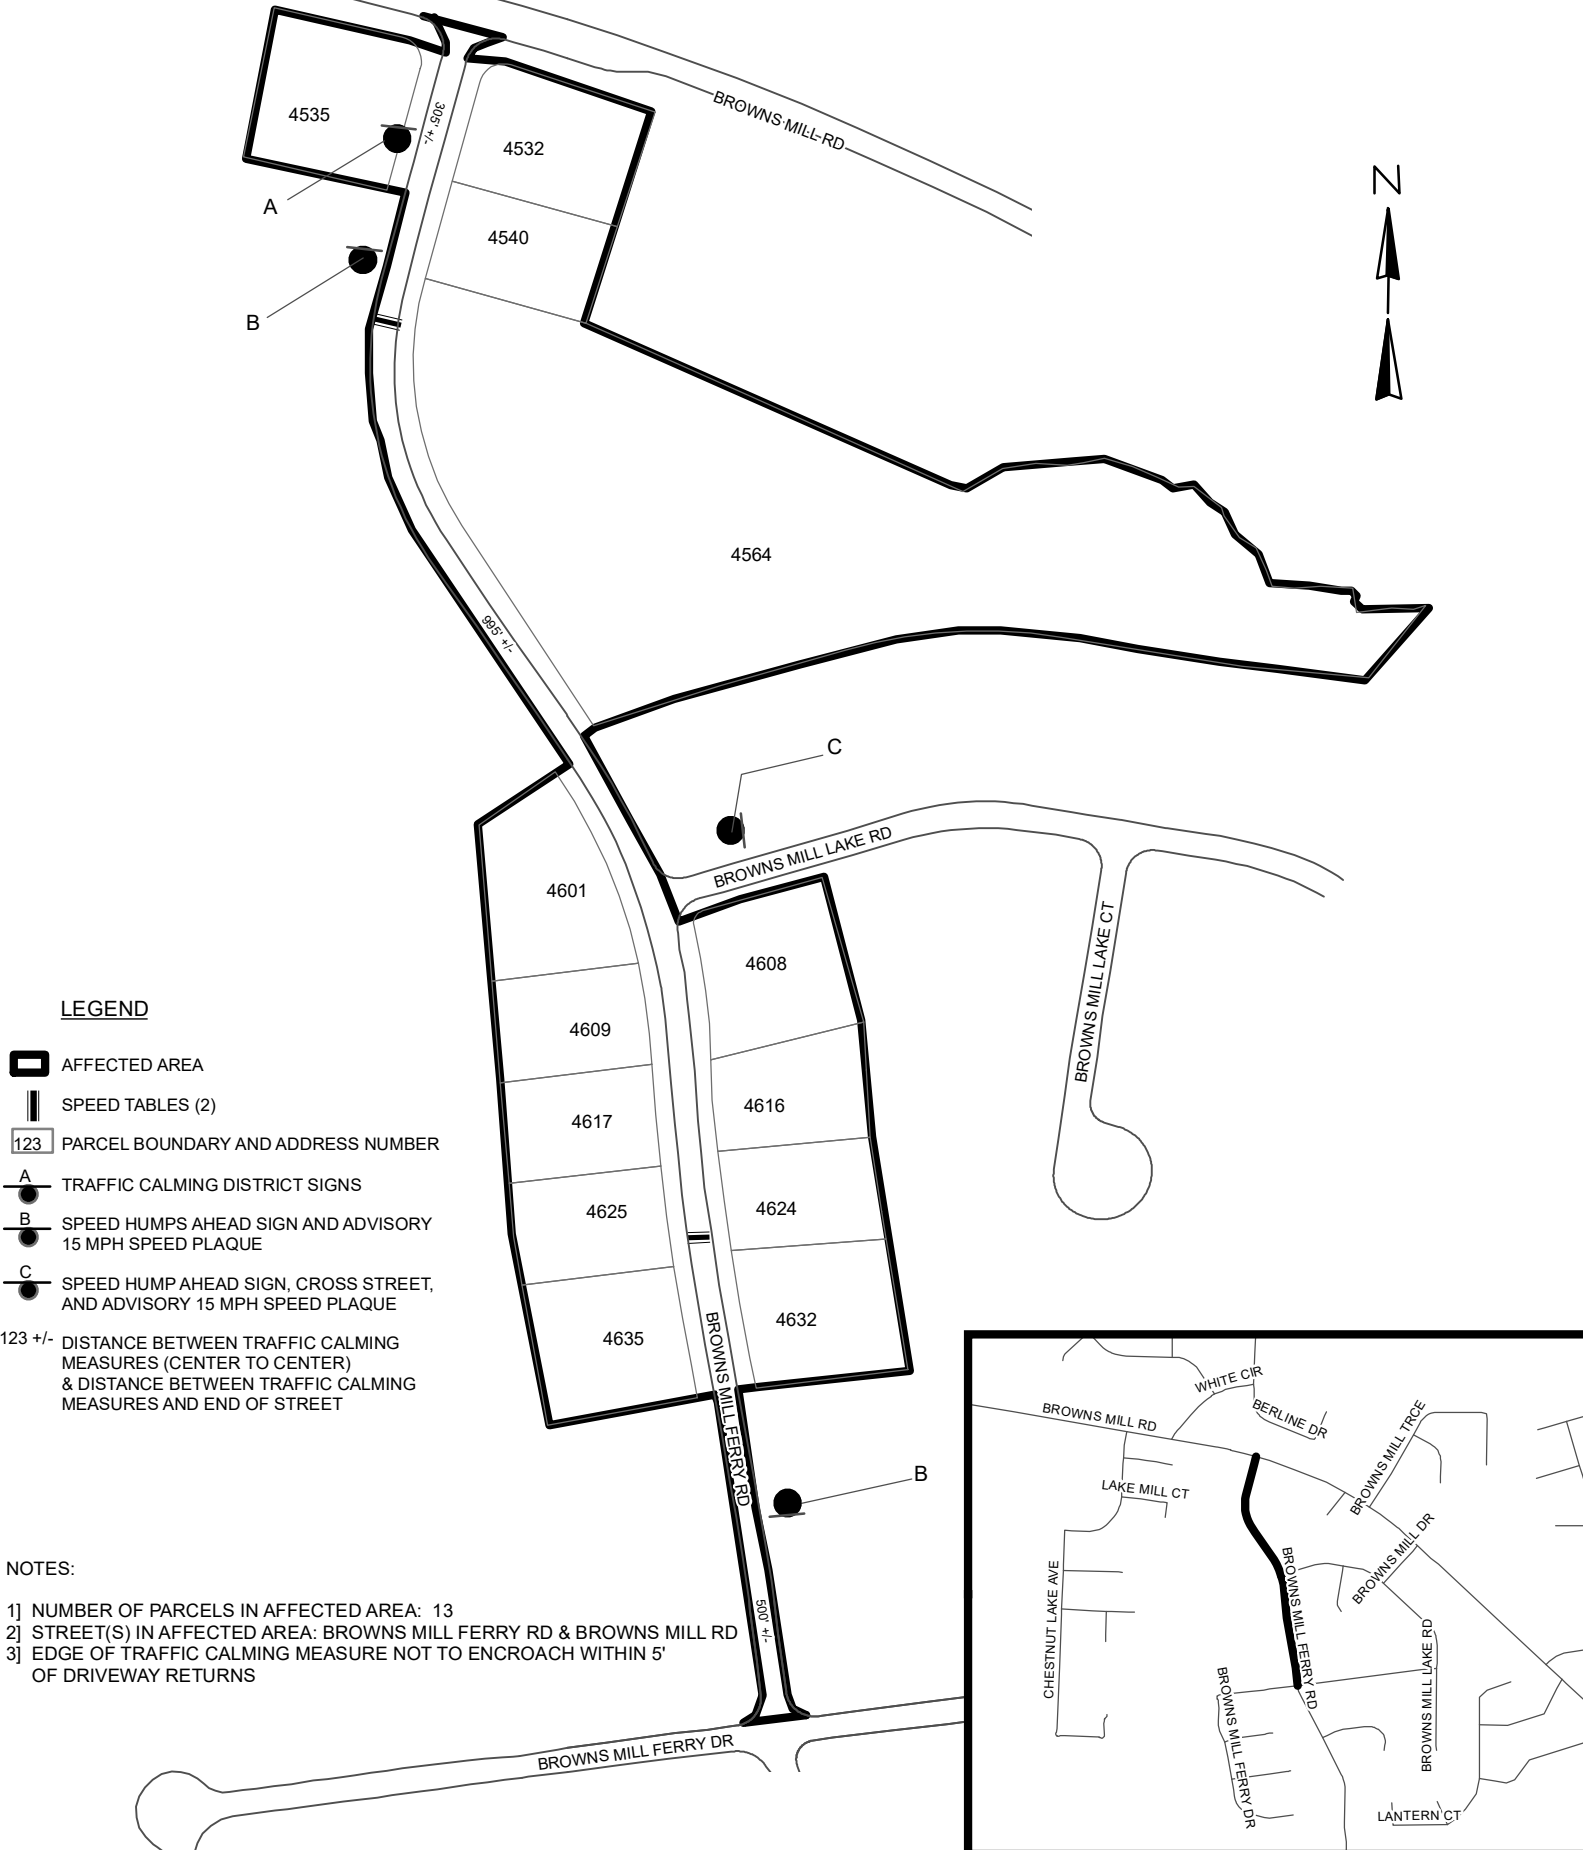 4535
305' +/-
4532
BROWNS MILL RD
N
A
4540
B
4564
995' +/-
C
BROWNS MILL LAKE RD
4601
4608
BROWNS MILL LAKE CT
4609
4616
4617
4625
4624
4635
4632
BROWNS MILL FERRY RD
B
500' +/-
BROWNS MILL FERRY DR
LEGEND
AFFECTED AREA
SPEED TABLES (2)
123 PARCEL BOUNDARY AND ADDRESS NUMBER
A TRAFFIC CALMING DISTRICT SIGNS
B SPEED HUMPS AHEAD SIGN AND ADVISORY
15 MPH SPEED PLAQUE
C SPEED HUMP AHEAD SIGN, CROSS STREET,
AND ADVISORY 15 MPH SPEED PLAQUE
123 +/- DISTANCE BETWEEN TRAFFIC CALMING
MEASURES (CENTER TO CENTER)
& DISTANCE BETWEEN TRAFFIC CALMING
MEASURES AND END OF STREET
NOTES:
1] NUMBER OF PARCELS IN AFFECTED AREA: 13
2] STREET(S) IN AFFECTED AREA: BROWNS MILL FERRY RD & BROWNS MILL RD
3] EDGE OF TRAFFIC CALMING MEASURE NOT TO ENCROACH WITHIN 5'
OF DRIVEWAY RETURNS
WHITE CIR
BROWNS MILL RD
BERLINE DR
BROWNS MILL TRCE
LAKE MILL CT
BROWNS MILL DR
CHESTNUT LAKE AVE
BROWNS MILL FERRY RD
BROWNS MILL LAKE RD
BROWNS MILL FERRY DR
LANTERN CT